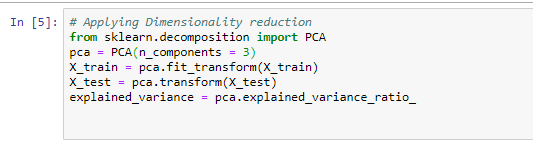 In [5]: # Applying Dimensionality reduction
from sklearn.decomposition import PCA
pca = PCA(n_components = 3)
X_train = pca.fit_transform(X_train)
X_test = pca.transform(X_test)
explained_variance = pca.explained_variance_ratio_